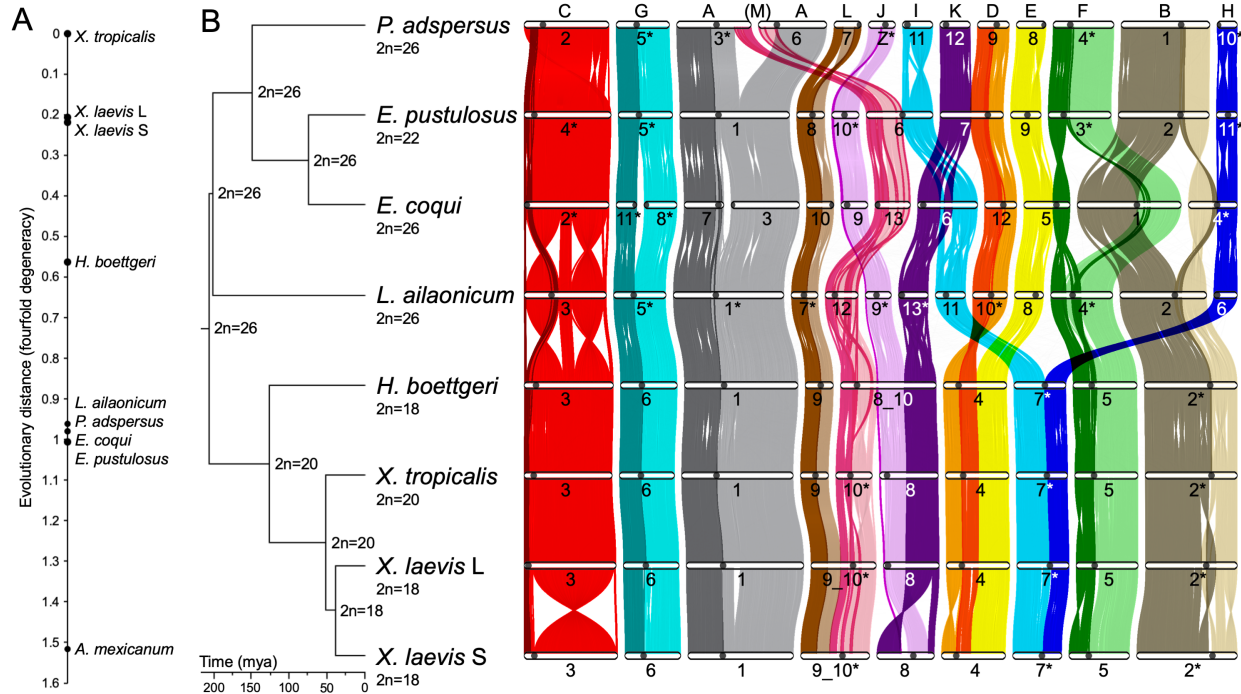 A
B
C G A (M) A L J I K D E F B H
Evolutionary distance (fourfold degeneracy)
0
0.1
0.2
0.3
0.4
0.5
0.6
0.7
0.8
0.9
1
1.1
1.2
1.3
1.4
1.5
1.6
X. tropicalis
X. laevis L
X. laevis S
H. boettgeri
L. ailaonicum
P. adspersus
E. coqui
E. pustulosus
A. mexicanum
2n=26
2n=26
2n=26
2n=26
2n=20
2n=20
2n=18
Time (mya)
200 150 100 50 0
P. adspersus
2n=26
2 5* 3* 6 7 Z* 11 12 9 8 4* 1 10*
E. pustulosus
2n=22
4* 5* 1 8 10* 6 7 9 3* 2 11*
E. coqui
2n=26
2* 11* 8* 7 3 10 9 13 6 12 5 1 4*
L. ailaonicum
2n=26
3 5* 1* 7* 12 9* 13* 11 10* 8 4* 2 6
H. boettgeri
2n=18
3 6 1 9 8_10 4 7* 5 2*
X. tropicalis
2n=20
3 6 1 9 10* 8 4 7* 5 2*
X. laevis L
2n=18
3 6 1 9_10* 8 4 7* 5 2*
X. laevis S
2n=18
3 6 1 9_10* 8 4 7* 5 2*